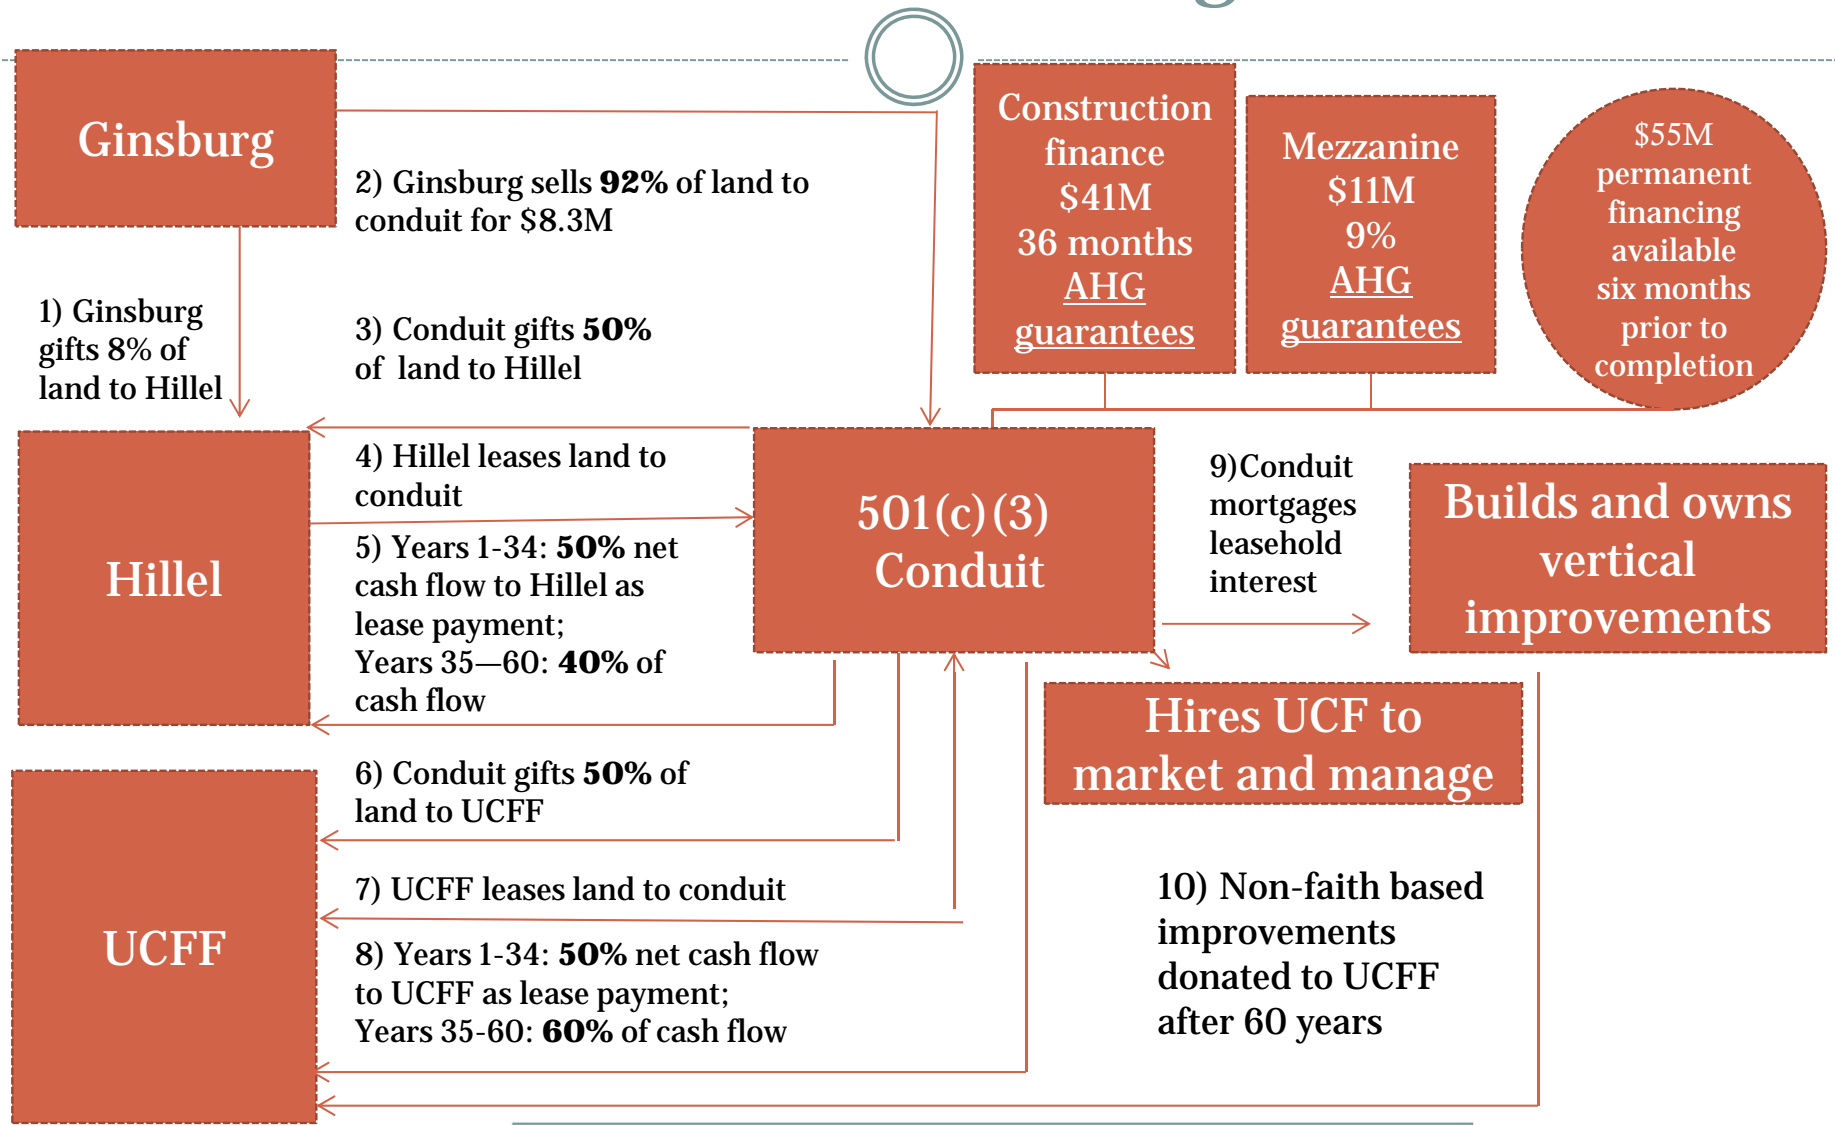 Ginsburg
2) Ginsburg sells 92% of land to
conduit for $8.3M
1) Ginsburg
gifts 8% of
land to Hillel
3) Conduit gifts 50%
of land to Hillel
Construction
finance
$41M
36 months
AHG
guarantees
Mezzanine
$11M
9%
AHG
guarantees
$55M
permanent
financing
available
six months
prior to
completion
Hillel
4) Hillel leases land to
conduit
5) Years 1-34: 50% net
cash flow to Hillel as
lease payment;
Years 35—60: 40% of
cash flow
501(c)(3)
Conduit
9)Conduit
mortgages
leasehold
interest
Builds and owns
vertical
improvements
Hires UCF to
market and manage
UCFF
6) Conduit gifts 50% of
land to UCFF
7) UCFF leases land to conduit
8) Years 1-34: 50% net cash flow
to UCFF as lease payment;
Years 35-60: 60% of cash flow
10) Non-faith based
improvements
donated to UCFF
after 60 years